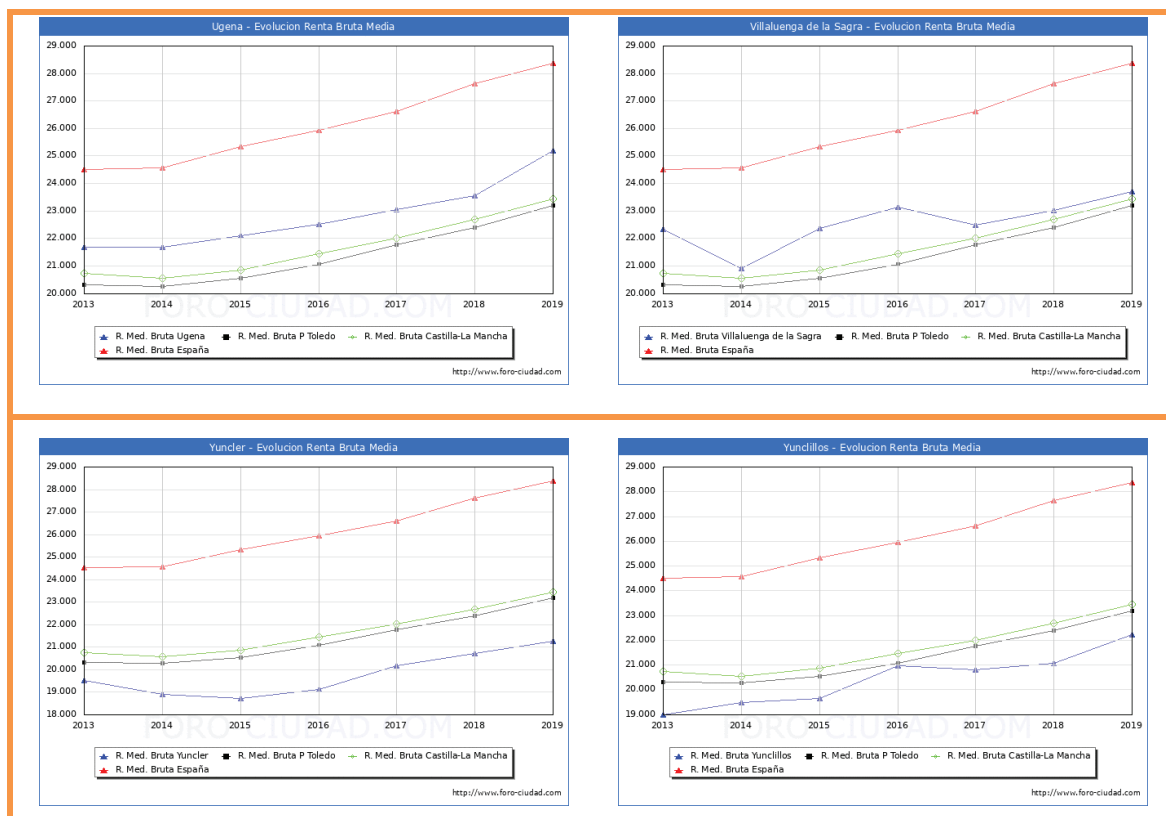 Ugena - Evolucion Renta Bruta Media
29.000
28.000
27.000
26.000
25.000
24.000
23.000
22.000
21.000
20.000
2013 2014 2015 2016 2017 2018 2019
FORO-CIUDAD.COM
R. Med. Bruta Ugena R. Med. Bruta P Toledo R. Med. Bruta Castilla-La Mancha
R. Med. Bruta España
http://www.foro-ciudad.com
Villaluenga de la Sagra - Evolucion Renta Bruta Media
29.000
28.000
27.000
26.000
25.000
24.000
23.000
22.000
21.000
20.000
2013 2014 2015 2016 2017 2018 2019
FORO-CIUDAD.COM
R. Med. Bruta Villaluenga de la Sagra R. Med. Bruta P Toledo R. Med. Bruta Castilla-La Mancha
R. Med. Bruta España
http://www.foro-ciudad.com
Yuncler - Evolucion Renta Bruta Media
29.000
28.000
27.000
26.000
25.000
24.000
23.000
22.000
21.000
20.000
19.000
18.000
2013 2014 2015 2016 2017 2018 2019
FORO-CIUDAD.COM
R. Med. Bruta Yuncler R. Med. Bruta P Toledo R. Med. Bruta Castilla-La Mancha
R. Med. Bruta España
http://www.foro-ciudad.com
Yunclillos - Evolucion Renta Bruta Media
29.000
28.000
27.000
26.000
25.000
24.000
23.000
22.000
21.000
20.000
19.000
2013 2014 2015 2016 2017 2018 2019
FORO-CIUDAD.COM
R. Med. Bruta Yunclillos R. Med. Bruta P Toledo R. Med. Bruta Castilla-La Mancha
R. Med. Bruta España
http://www.foro-ciudad.com